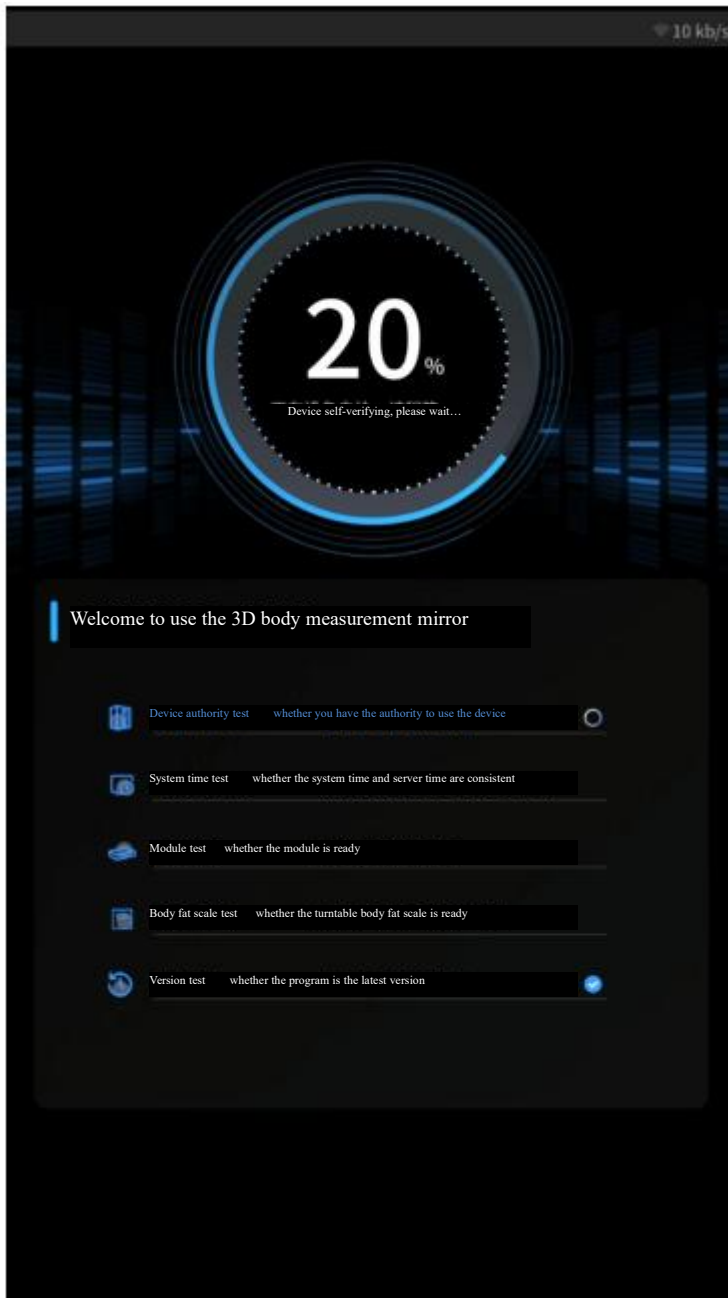 10 kb/s
20%
Device self-verifying, please wait…
Welcome to use the 3D body measurement mirror
Device authority test whether you have the authority to use the device
System time test whether the system time and server time are consistent
Module test whether the module is ready
Body fat scale test whether the turntable body fat scale is ready
Version test whether the program is the latest version